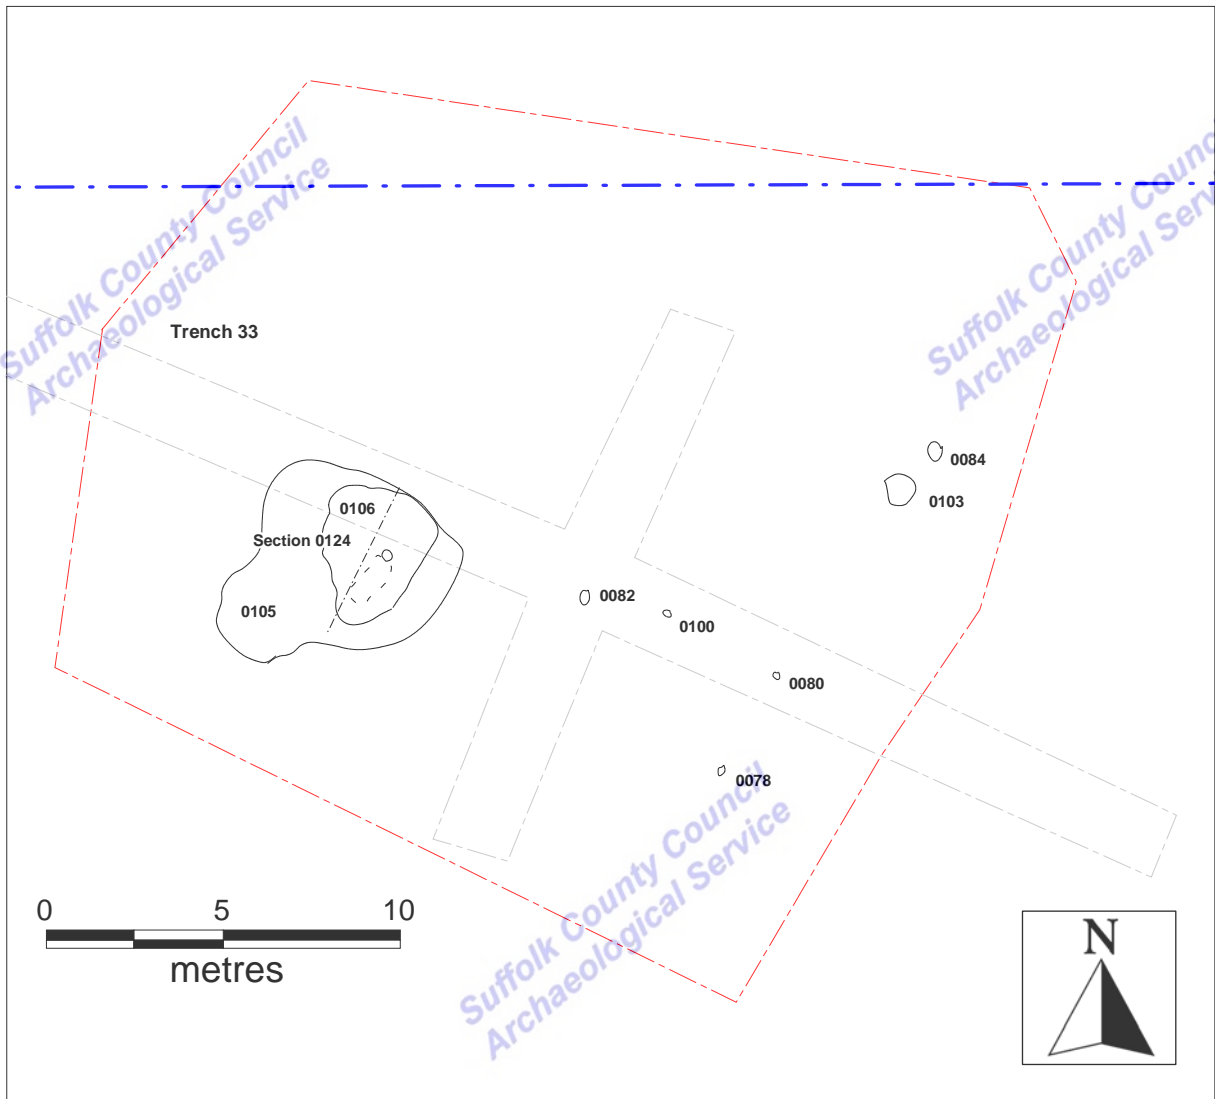 Suffolk County Council
Archaeological Service
Suffolk County Council
Archaeological Serv
Trench 33
0084
0106
0103
Section 0124
0105
0082
0100
0080
0078
Suffolk County Council
Archaeological Service
0 5 10
metres
N